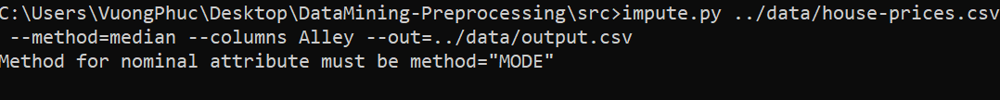 C:\Users\VuongPhuc\Desktop\DataMining-Preprocessing\src>impute.py ../data/house-prices.csv
 --method=median --columns Alley --out=../data/output.csv
Method for nominal attribute must be method="MODE"